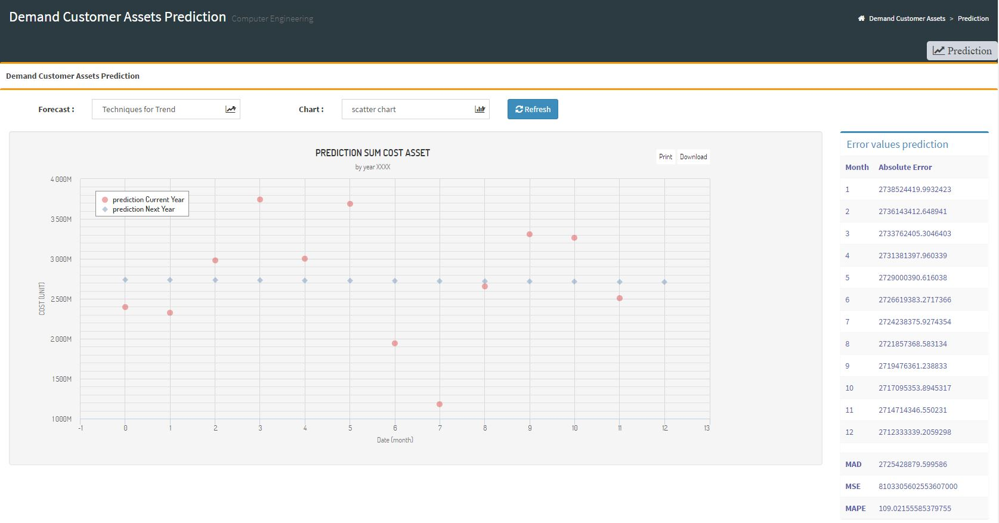 Demand Customer Assets Prediction Computer Engineering
Demand Customer Assets > Prediction
Prediction
Demand Customer Assets Prediction
Forecast : Techniques for Trend Chart : scatter chart Refresh
PREDICTION SUM COST ASSET
by year XXXX
Print Download
prediction Current Year
prediction Next Year
COST (UNIT)
4 000M
3 500M
3 000M
2 500M
2 000M
1 500M
1 000M
-1 0 1 2 3 4 5 6 7 8 9 10 11 12 13
Date (month)
Error values prediction
Month Absolute Error
1 2738524419.9932423
2 2736143412.648941
3 2733762405.3046403
4 2731381397.960339
5 2729000390.616038
6 2726619383.2717366
7 2724238375.9274354
8 2721857368.583134
9 2719476361.238833
10 2717095353.8945317
11 2714714346.550231
12 2712333339.2059298
MAD 2725428879.599586
MSE 8103305602553607000
MAPE 109.02155585379755